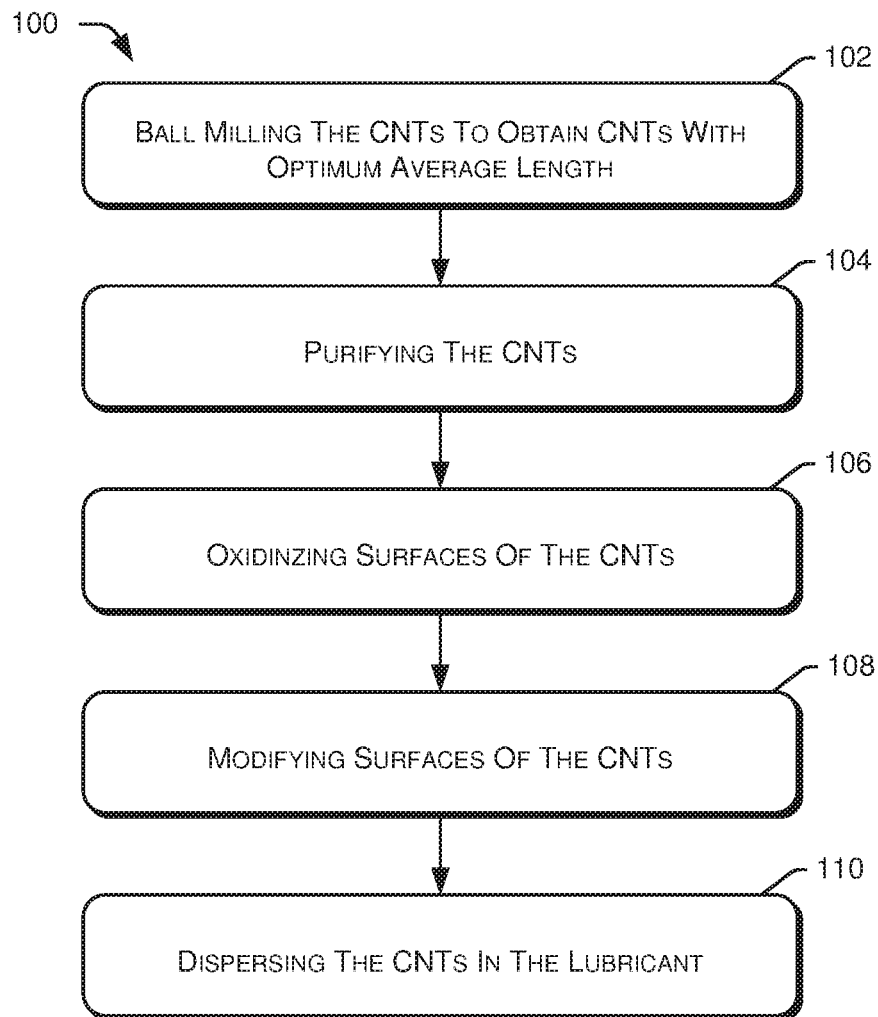 100
102
BALL MILLING THE CNTS TO OBTAIN CNTS WITH
OPTIMUM AVERAGE LENGTH
104
PURIFYING THE CNTS
106
OXIDINZING SURFACES OF THE CNTS
108
MODIFYING SURFACES OF THE CNTS
110
DISPERSING THE CNTS IN THE LUBRICANT